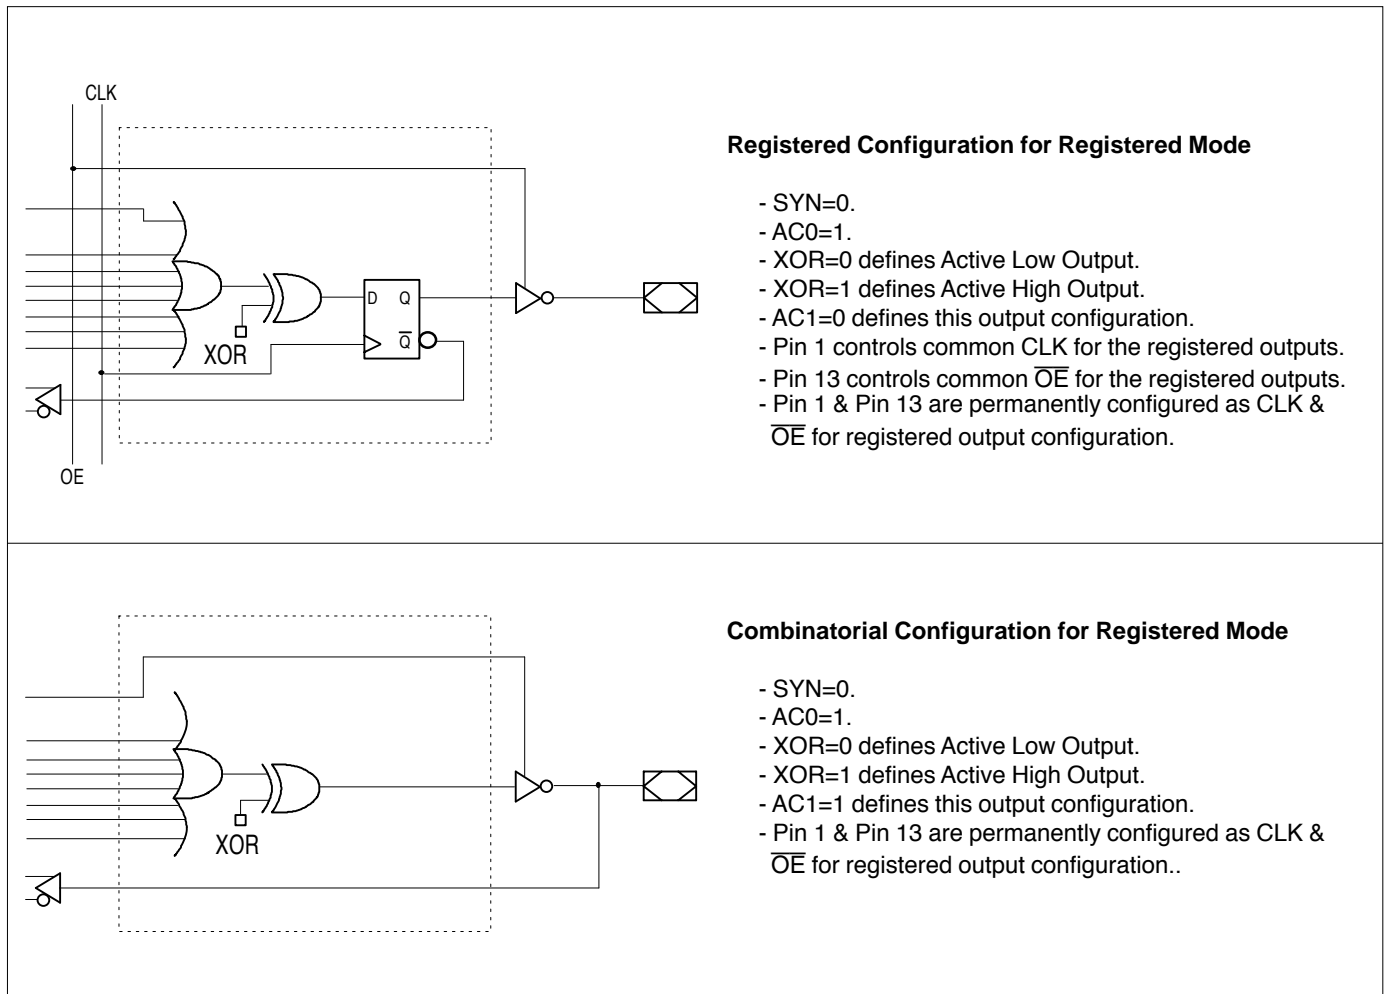 CLK
D Q
Q̅
XOR
OE
Registered Configuration for Registered Mode
- SYN=0.
- AC0=1.
- XOR=0 defines Active Low Output.
- XOR=1 defines Active High Output.
- AC1=0 defines this output configuration.
- Pin 1 controls common CLK for the registered outputs.
- Pin 13 controls common O̅E̅ for the registered outputs.
- Pin 1 & Pin 13 are permanently configured as CLK &
O̅E̅ for registered output configuration.
XOR
Combinatorial Configuration for Registered Mode
- SYN=0.
- AC0=1.
- XOR=0 defines Active Low Output.
- XOR=1 defines Active High Output.
- AC1=1 defines this output configuration.
- Pin 1 & Pin 13 are permanently configured as CLK &
O̅E̅ for registered output configuration..